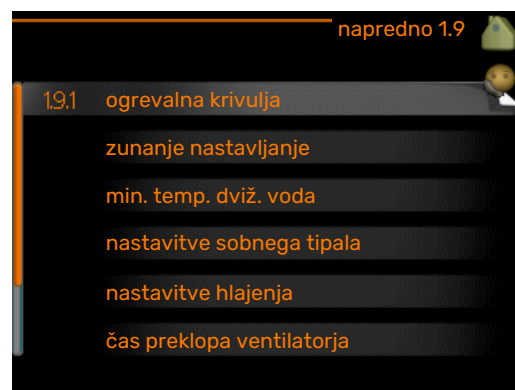 napredno 1.9
1.9.1 ogrevalna krivulja
zunanje nastavljanje
min. temp. dviž. voda
nastavitve sobnega tipala
nastavitve hlajenja
čas preklopa ventilatorja